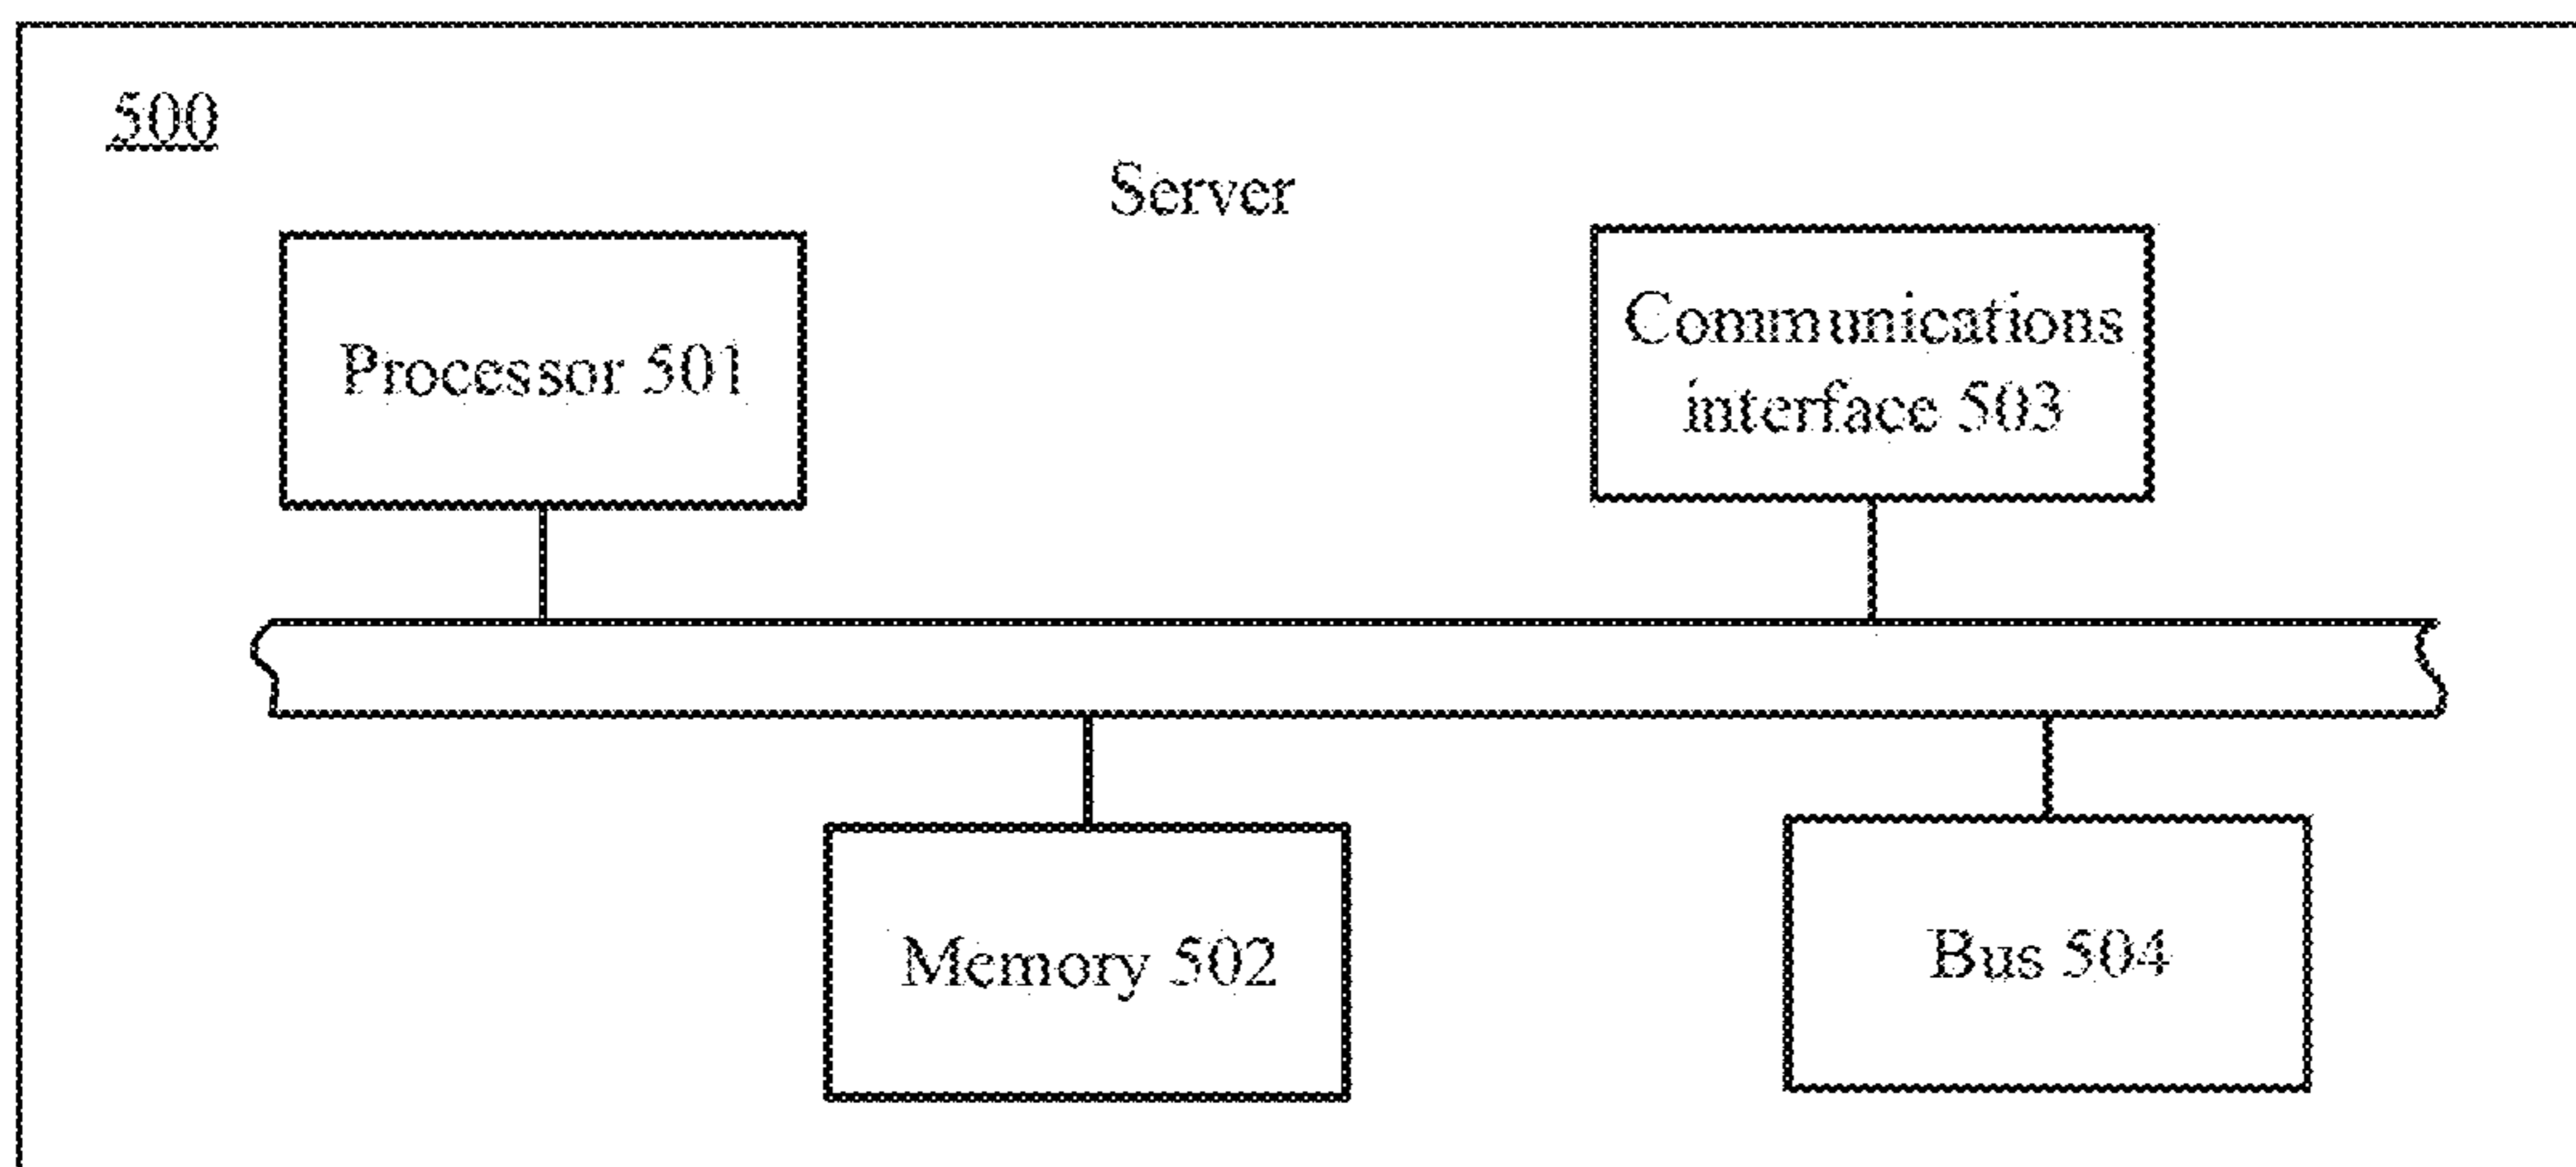 500
Server
Processor 501
Communications
interface 503
Memory 502
Bus 504